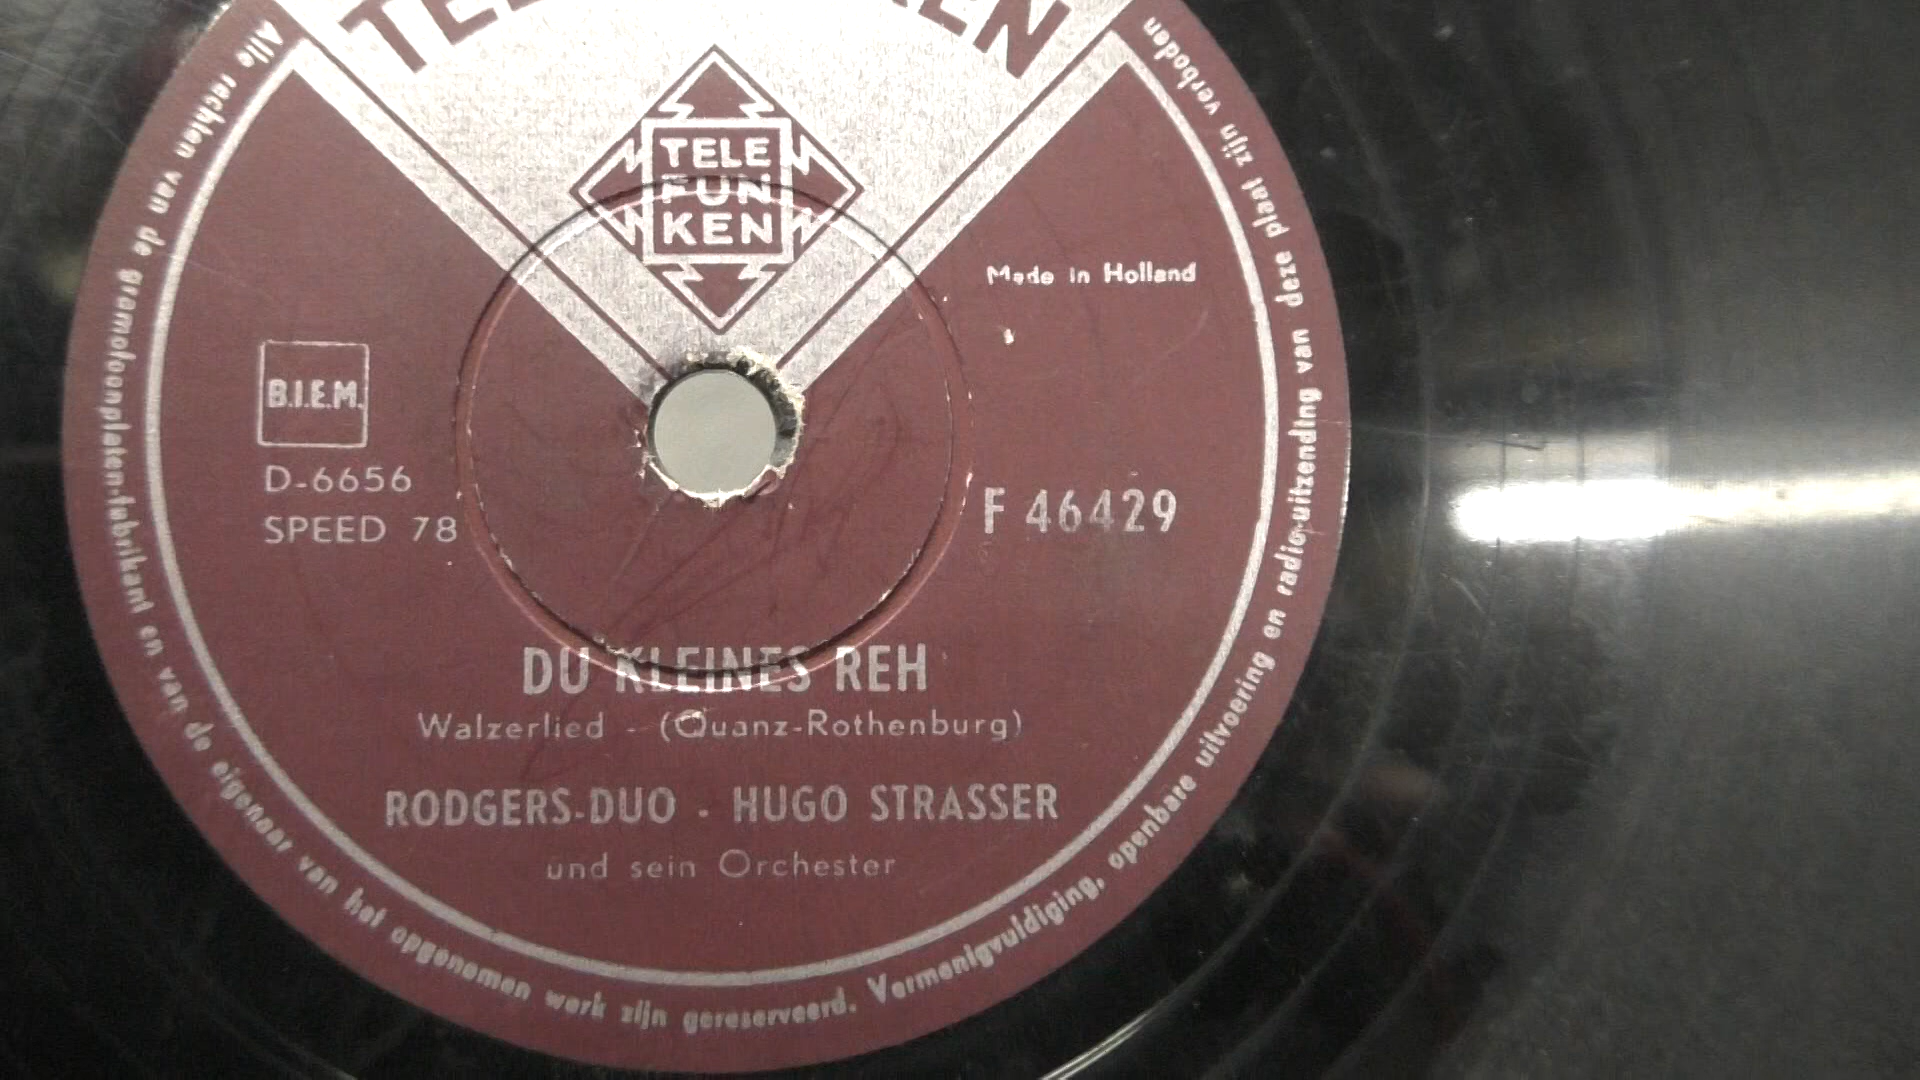 TELE
FUN
KEN
Made in Holland
B.I.E.M.
D-6656
SPEED 78
F 46429
DU KLEINES REH
Walzerlied - (Quanz-Rothenburg)
RODGERS-DUO - HUGO STRASSER
und sein Orchester
Alle rechten van de gramofoonplaten-fabrikant en van de eigenaar van het opgenomen werk zijn gereserveerd. Vermenigvuldiging, openbare uitvoering en radio-uitzending van deze plaat zijn verboden